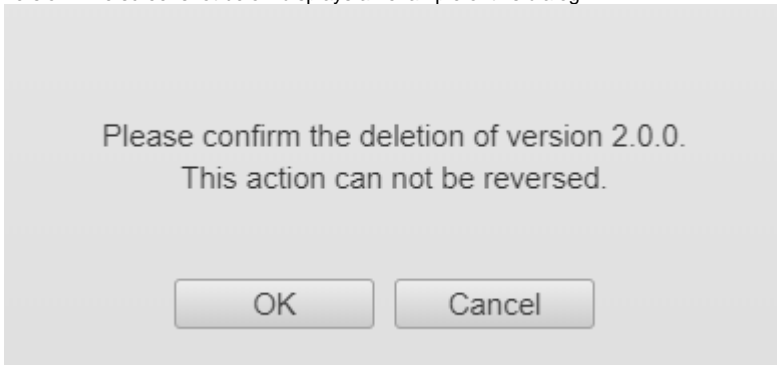 Please confirm the deletion of version 2.0.0.
This action can not be reversed.
OK
Cancel